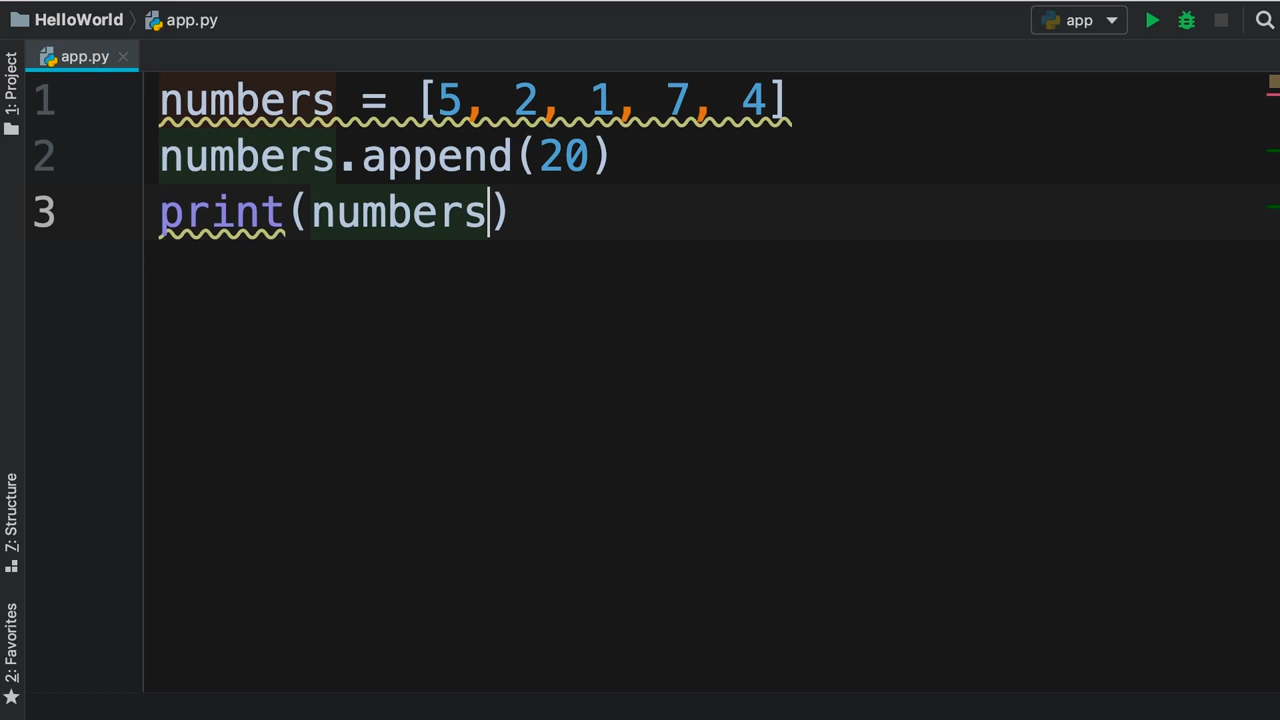 HelloWorld app.py app
app.py
1: Project
1 numbers = [5, 2, 1, 7, 4]
2 numbers.append(20)
3 print(numbers)
7: Structure
2: Favorites